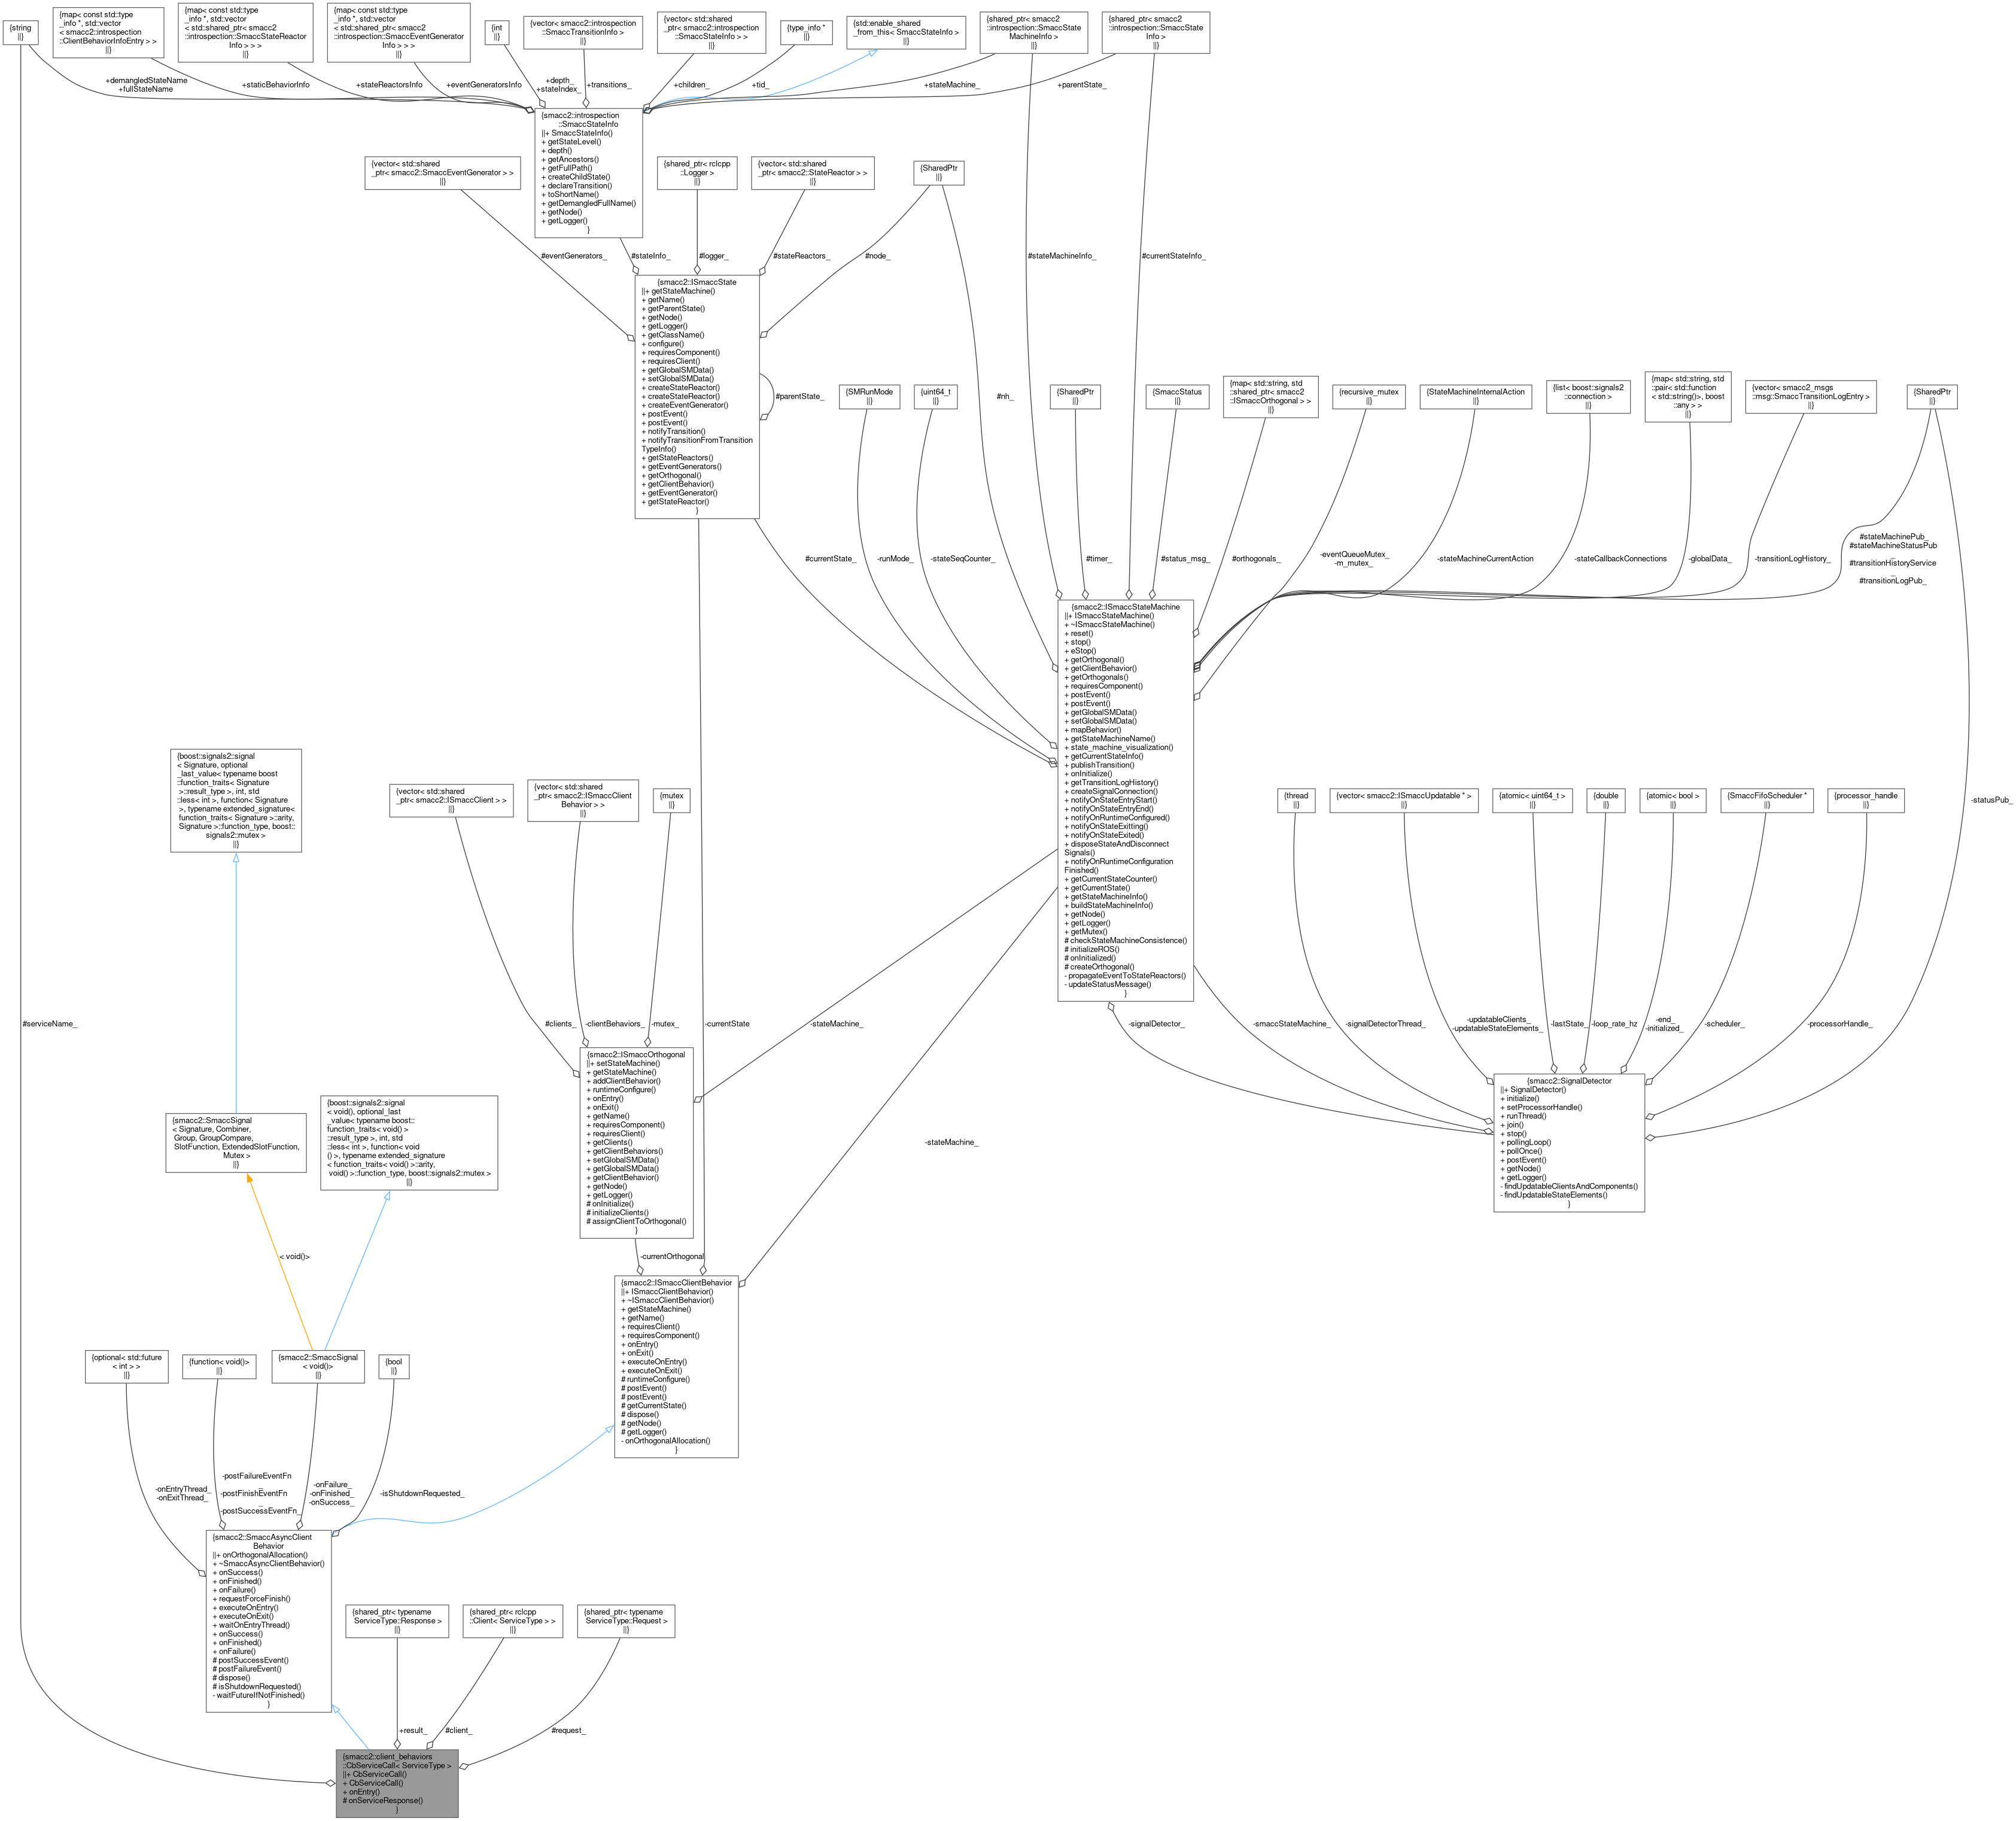 {string
||}
{map< const std::type
_info *, std::vector
< smacc2::introspection
::ClientBehaviorInfoEntry > >
||}
{map< const std::type
_info *, std::vector
< std::shared_ptr< smacc2
::introspection::SmaccStateReactor
Info > > >
||}
{map< const std::type
_info *, std::vector
< std::shared_ptr< smacc2
::introspection::SmaccEventGenerator
Info > > >
||}
{int
||}
{vector< smacc2::introspection
::SmaccTransitionInfo >
||}
{vector< std::shared
_ptr< smacc2::introspection
::SmaccStateInfo > >
||}
{type_info *
||}
{std::enable_shared
_from_this< SmaccStateInfo >
||}
{shared_ptr< smacc2
::introspection::SmaccState
MachineInfo >
||}
{shared_ptr< smacc2
::introspection::SmaccState
Info >
||}
+demangledStateName
+fullStateName
+staticBehaviorInfo
+stateReactorsInfo
+eventGeneratorsInfo
+depth_
+stateIndex_
+transitions_
+children_
+tid_
+stateMachine_
+parentState_
{smacc2::introspection
::SmaccStateInfo
||+ SmaccStateInfo()
+ getStateLevel()
+ depth()
+ getAncestors()
+ getFullPath()
+ createChildState()
+ declareTransition()
+ toShortName()
+ getDemangledFullName()
+ getNode()
+ getLogger()
}
{vector< std::shared
_ptr< smacc2::SmaccEventGenerator > >
||}
{shared_ptr< rclcpp
::Logger >
||}
{vector< std::shared
_ptr< smacc2::StateReactor > >
||}
{SharedPtr
||}
#eventGenerators_
#stateInfo_
#logger_
#stateReactors_
#node_
#stateMachineInfo_
#currentStateInfo_
{smacc2::ISmaccState
||+ getStateMachine()
+ getName()
+ getParentState()
+ getNode()
+ getLogger()
+ getClassName()
+ configure()
+ requiresComponent()
+ requiresClient()
+ getGlobalSMData()
+ setGlobalSMData()
+ createStateReactor()
+ createStateReactor()
+ createEventGenerator()
+ postEvent()
+ postEvent()
+ notifyTransition()
+ notifyTransitionFromTransition
TypeInfo()
+ getStateReactors()
+ getEventGenerators()
+ getOrthogonal()
+ getClientBehavior()
+ getEventGenerator()
+ getStateReactor()
}
#parentState_
{SMRunMode
||}
{uint64_t
||}
#nh_
{SharedPtr
||}
{SmaccStatus
||}
{map< std::string, std
::shared_ptr< smacc2
::ISmaccOrthogonal > >
||}
{recursive_mutex
||}
{StateMachineInternalAction
||}
{list< boost::signals2
::connection >
||}
{map< std::string, std
::pair< std::function
< std::string()>, boost
::any > >
||}
{vector< smacc2_msgs
::msg::SmaccTransitionLogEntry >
||}
{SharedPtr
||}
#currentState_
-runMode_
-stateSeqCounter_
#timer_
#status_msg_
#orthogonals_
-eventQueueMutex_
-m_mutex_
-stateMachineCurrentAction
-stateCallbackConnections
-globalData_
-transitionLogHistory_
#stateMachinePub_
#stateMachineStatusPub
_
#transitionHistoryService
_
#transitionLogPub_
{smacc2::ISmaccStateMachine
||+ ISmaccStateMachine()
+ ~ISmaccStateMachine()
+ reset()
+ stop()
+ eStop()
+ getOrthogonal()
+ getClientBehavior()
+ getOrthogonals()
+ requiresComponent()
+ postEvent()
+ postEvent()
+ getGlobalSMData()
+ setGlobalSMData()
+ mapBehavior()
+ getStateMachineName()
+ state_machine_visualization()
+ getCurrentStateInfo()
+ publishTransition()
+ onInitialize()
+ getTransitionLogHistory()
+ createSignalConnection()
+ notifyOnStateEntryStart()
+ notifyOnStateEntryEnd()
+ notifyOnRuntimeConfigured()
+ notifyOnStateExitting()
+ notifyOnStateExited()
+ disposeStateAndDisconnect
Signals()
+ notifyOnRuntimeConfiguration
Finished()
+ getCurrentStateCounter()
+ getCurrentState()
+ getStateMachineInfo()
+ buildStateMachineInfo()
+ getNode()
+ getLogger()
+ getMutex()
# checkStateMachineConsistence()
# initializeROS()
# onInitialized()
# createOrthogonal()
- propagateEventToStateReactors()
- updateStatusMessage()
}
{boost::signals2::signal
< Signature, optional
_last_value< typename boost
::function_traits< Signature
>::result_type >, int, std
::less< int >, function< Signature
>, typename extended_signature<
function_traits< Signature >::arity,
Signature >::function_type, boost::
signals2::mutex >
||}
{vector< std::shared
_ptr< smacc2::ISmaccClient > >
||}
{vector< std::shared
_ptr< smacc2::ISmaccClient
Behavior > >
||}
{mutex
||}
{thread
||}
{vector< smacc2::ISmaccUpdatable * >
||}
{atomic< uint64_t >
||}
{double
||}
{atomic< bool >
||}
{SmaccFifoScheduler *
||}
{processor_handle
||}
-statusPub_
#serviceName_
#clients_
-clientBehaviors_
-mutex_
-currentState
-stateMachine_
-signalDetector_
-smaccStateMachine_
-signalDetectorThread_
-updatableClients_
-updatableStateElements_
-lastState_
-loop_rate_hz
-end_
-initialized_
-scheduler_
-processorHandle_
{smacc2::ISmaccOrthogonal
||+ setStateMachine()
+ getStateMachine()
+ addClientBehavior()
+ runtimeConfigure()
+ onEntry()
+ onExit()
+ getName()
+ requiresComponent()
+ requiresClient()
+ getClients()
+ getClientBehaviors()
+ setGlobalSMData()
+ getGlobalSMData()
+ getClientBehavior()
+ getNode()
+ getLogger()
# onInitialize()
# initializeClients()
# assignClientToOrthogonal()
}
{smacc2::SignalDetector
||+ SignalDetector()
+ initialize()
+ setProcessorHandle()
+ runThread()
+ join()
+ stop()
+ pollingLoop()
+ pollOnce()
+ postEvent()
+ getNode()
+ getLogger()
- findUpdatableClientsAndComponents()
- findUpdatableStateElements()
}
{smacc2::SmaccSignal
< Signature, Combiner,
Group, GroupCompare,
SlotFunction, ExtendedSlotFunction,
Mutex >
||}
{boost::signals2::signal
< void(), optional_last
_value< typename boost::
function_traits< void() >
::result_type >, int, std
::less< int >, function< void
() >, typename extended_signature
< function_traits< void() >::arity,
void() >::function_type, boost::signals2::mutex >
||}
-stateMachine_
< void()>
-currentOrthogonal
{smacc2::ISmaccClientBehavior
||+ ISmaccClientBehavior()
+ ~ISmaccClientBehavior()
+ getStateMachine()
+ getName()
+ requiresClient()
+ requiresComponent()
+ onEntry()
+ onExit()
+ executeOnEntry()
+ executeOnExit()
# runtimeConfigure()
# postEvent()
# postEvent()
# getCurrentState()
# dispose()
# getNode()
# getLogger()
- onOrthogonalAllocation()
}
{optional< std::future
< int > >
||}
{function< void()>
||}
{smacc2::SmaccSignal
< void()>
||}
{bool
||}
-onEntryThread_
-onExitThread_
-postFailureEventFn
_
-postFinishEventFn
_
-postSuccessEventFn_
-onFailure_
-onFinished_
-onSuccess_
-isShutdownRequested_
{smacc2::SmaccAsyncClient
Behavior
||+ onOrthogonalAllocation()
+ ~SmaccAsyncClientBehavior()
+ onSuccess()
+ onFinished()
+ onFailure()
+ requestForceFinish()
+ executeOnEntry()
+ executeOnExit()
+ waitOnEntryThread()
+ onSuccess()
+ onFinished()
+ onFailure()
# postSuccessEvent()
# postFailureEvent()
# dispose()
# isShutdownRequested()
- waitFutureIfNotFinished()
}
{shared_ptr< typename
ServiceType::Response >
||}
{shared_ptr< rclcpp
::Client< ServiceType > >
||}
{shared_ptr< typename
ServiceType::Request >
||}
+result_
#client_
#request_
{smacc2::client_behaviors
::CbServiceCall< ServiceType >
||+ CbServiceCall()
+ CbServiceCall()
+ onEntry()
# onServiceResponse()
}